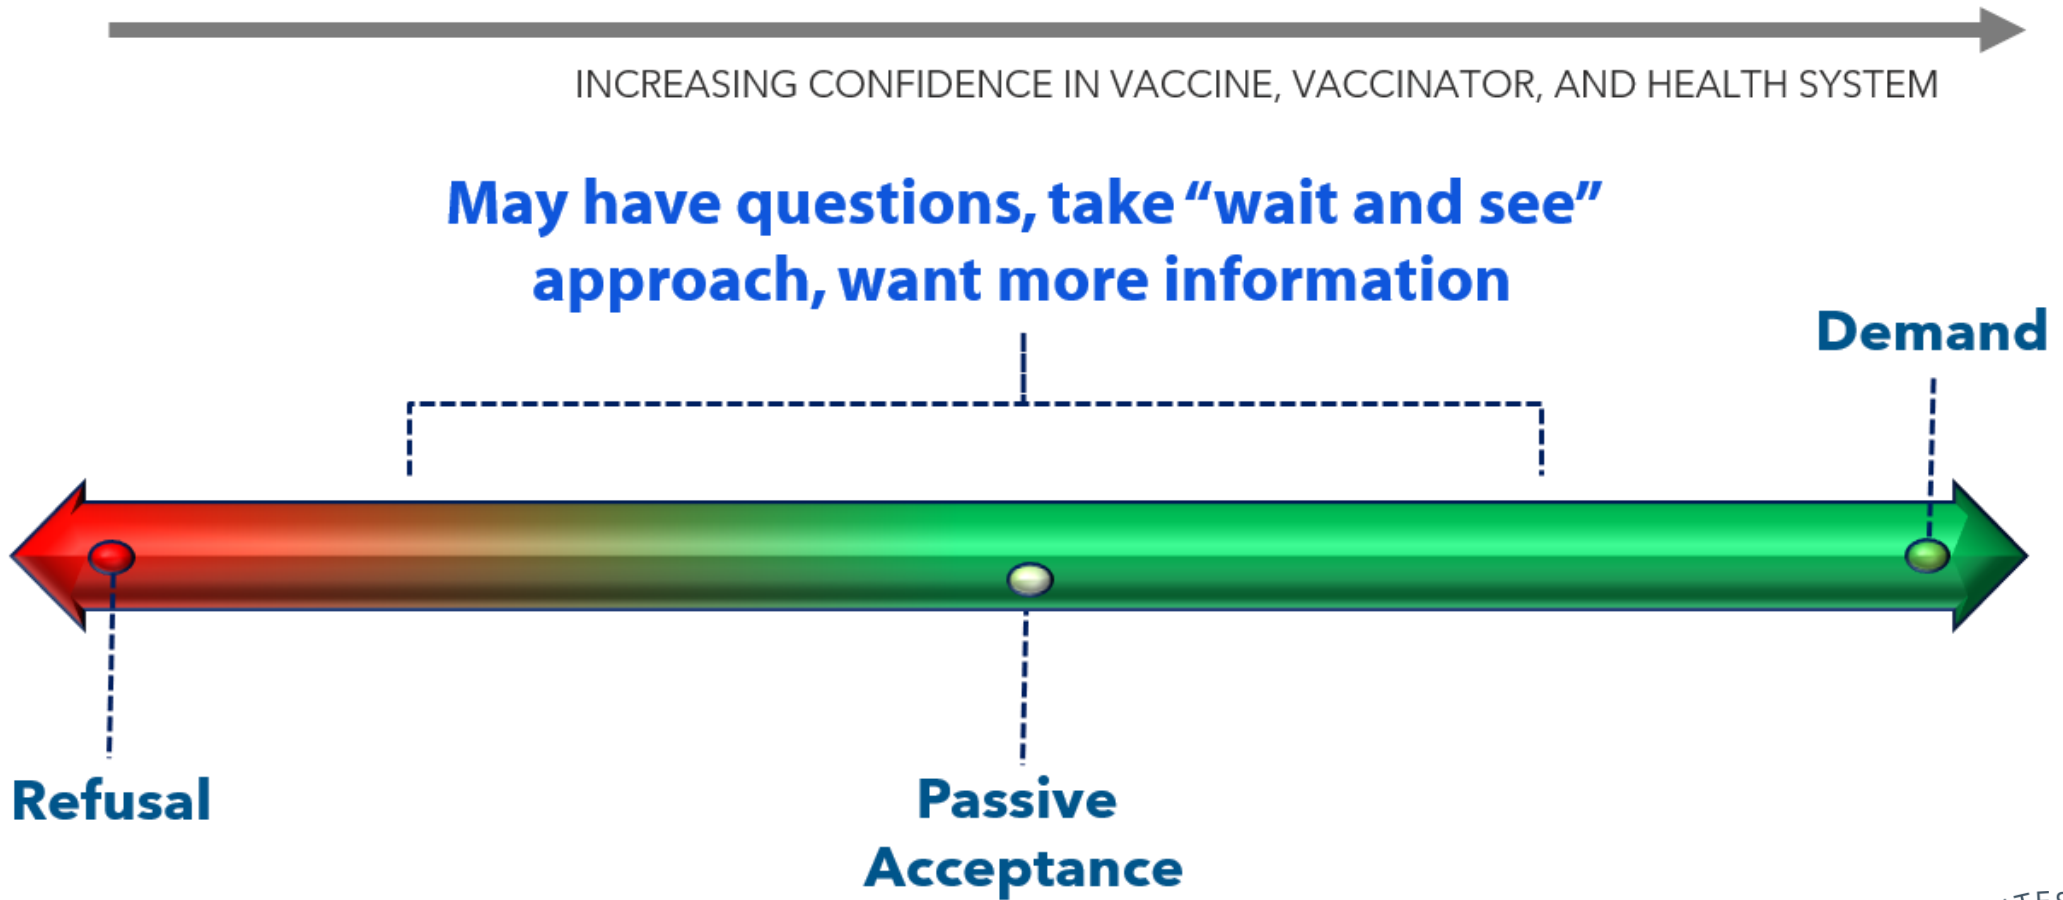 INCREASING CONFIDENCE IN VACCINE, VACCINATOR, AND HEALTH SYSTEM
May have questions, take “wait and see”
approach, want more information
Demand
Refusal
Passive
Acceptance